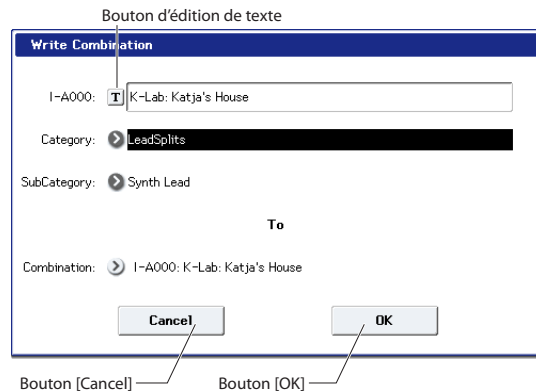 Bouton d'édition de texte
Write Combination
I-A000: T K-Lab: Katja's House
Category: LeadSplits
SubCategory: Synth Lead
To
Combination: I-A000: K-Lab: Katja's House
Cancel OK
Bouton [Cancel] Bouton [OK]